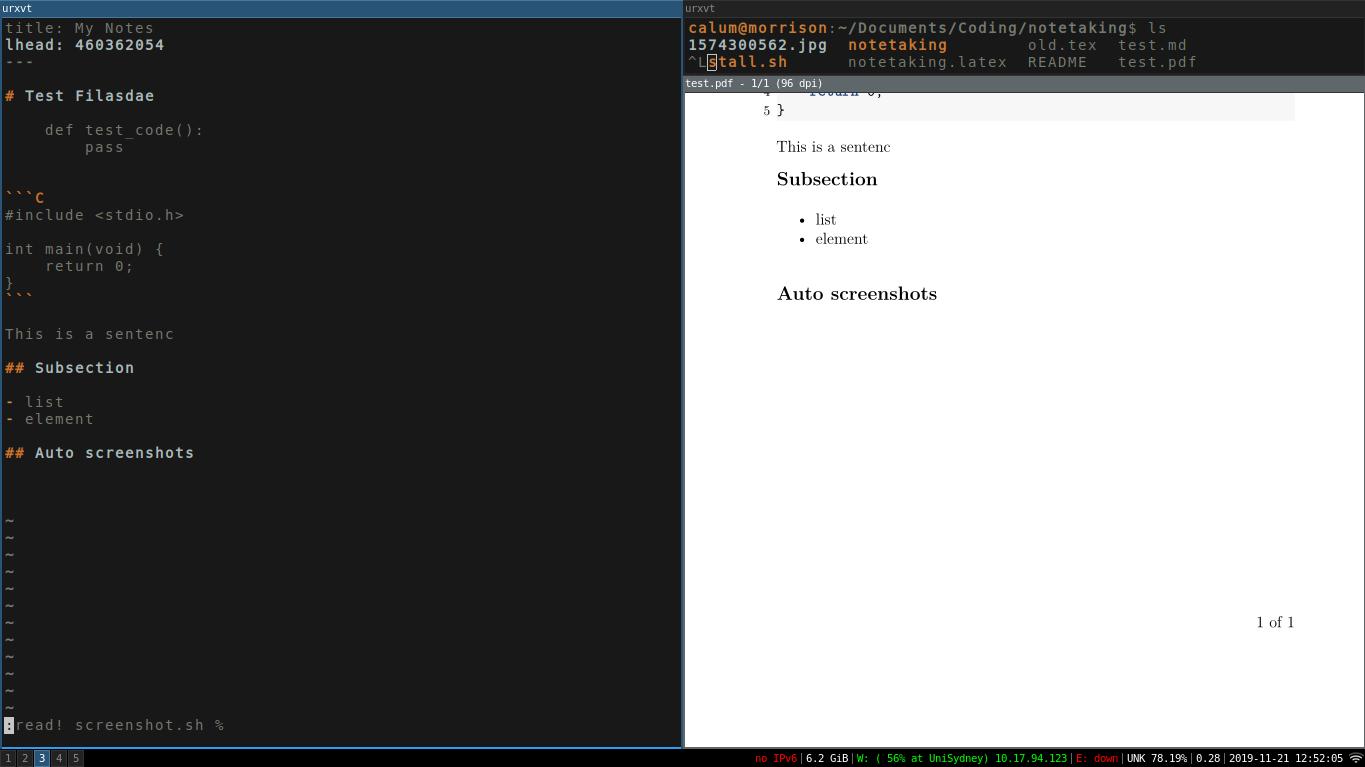 urxvt
title: My Notes
lhead: 460362054
---
# Test Filasdae
def test_code():
pass
```C
#include <stdio.h>
int main(void) {
return 0;
}
```
This is a sentenc
## Subsection
- list
- element
## Auto screenshots
~
~
~
~
~
~
~
~
~
~
~
~
:read! screenshot.sh %
urxvt
calum@morrison:~/Documents/Coding/notetaking$ ls
1574300562.jpg notetaking old.tex test.md
^Lstall.sh notetaking.latex README test.pdf
test.pdf - 1/1 (96 dpi)
4 return 0;
5 }
This is a sentenc
Subsection
• list
• element
Auto screenshots
1 of 1
1 2 3 4 5
no IPv6|6.2 GiB|W: ( 56% at UniSydney) 10.17.94.123|E: down|UNK 78.19%|0.28|2019-11-21 12:52:05